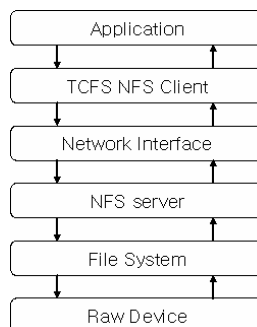 Application
TCFS NFS Client
Network Interface
NFS server
File System
Raw Device